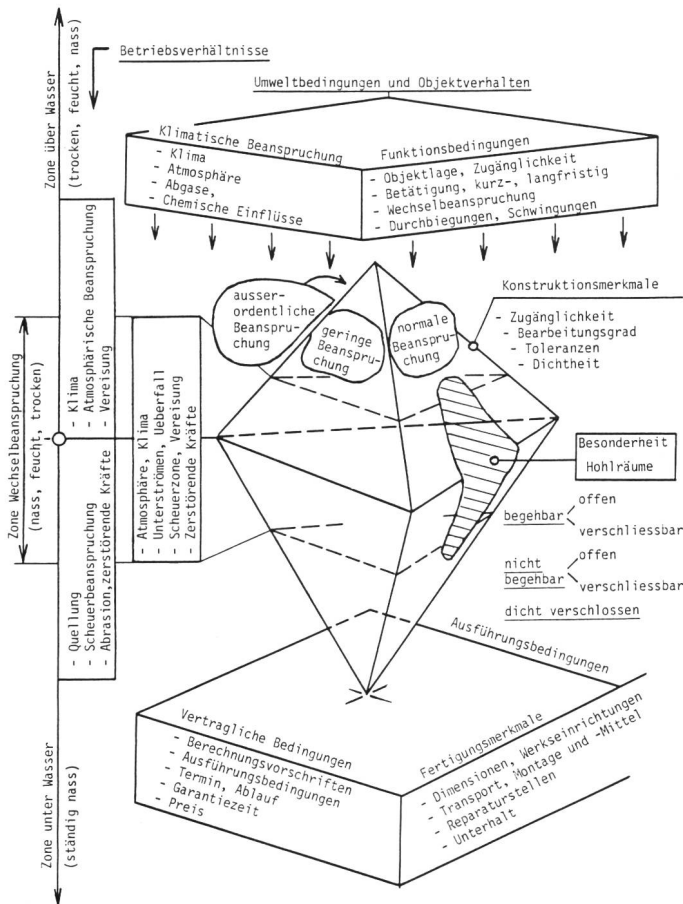 Betriebsverhältnisse
Zone über Wasser
(trocken, feucht, nass)
Umweltbedingungen und Objektverhalten
Klimatische Beanspruchung
- Klima
- Atmosphäre
- Abgase,
- Chemische Einflüsse
Funktionsbedingungen
- Objektlage, Zugänglichkeit
- Betätigung, kurz-, langfristig
- Wechselbeanspruchung
- Durchbiegungen, Schwingungen
- Klima
- Atmosphärische Beanspruchung
- Vereisung
ausser-
ordentliche
Beanspru-
chung
geringe
Beanspru-
chung
normale
Beanspru-
chung
Konstruktionsmerkmale
- Zugänglichkeit
- Bearbeitungsgrad
- Toleranzen
- Dichtheit
Zone Wechselbeanspruchung
(nass, feucht, trocken)
- Atmosphäre, Klima
- Unterströmen, Ueberfall
- Scheuerzone, Vereisung
- Zerstörende Kräfte
Besonderheit
Hohlräume
begehbar
offen
verschliessbar
nicht
begehbar
offen
verschliessbar
dicht verschlossen
- Quellung
- Scheuerbeanspruchung
- Abrasion,zerstörende Kräfte
Zone unter Wasser
(ständig nass)
Ausführungsbedingungen
Vertragliche Bedingungen
- Berechnungsvorschriften
- Ausführungsbedingungen
- Termin, Ablauf
- Garantiezeit
- Preis
Fertigungsmerkmale
- Dimensionen, Werkseinrichtungen
- Transport, Montage und -Mittel
- Reparaturstellen
- Unterhalt